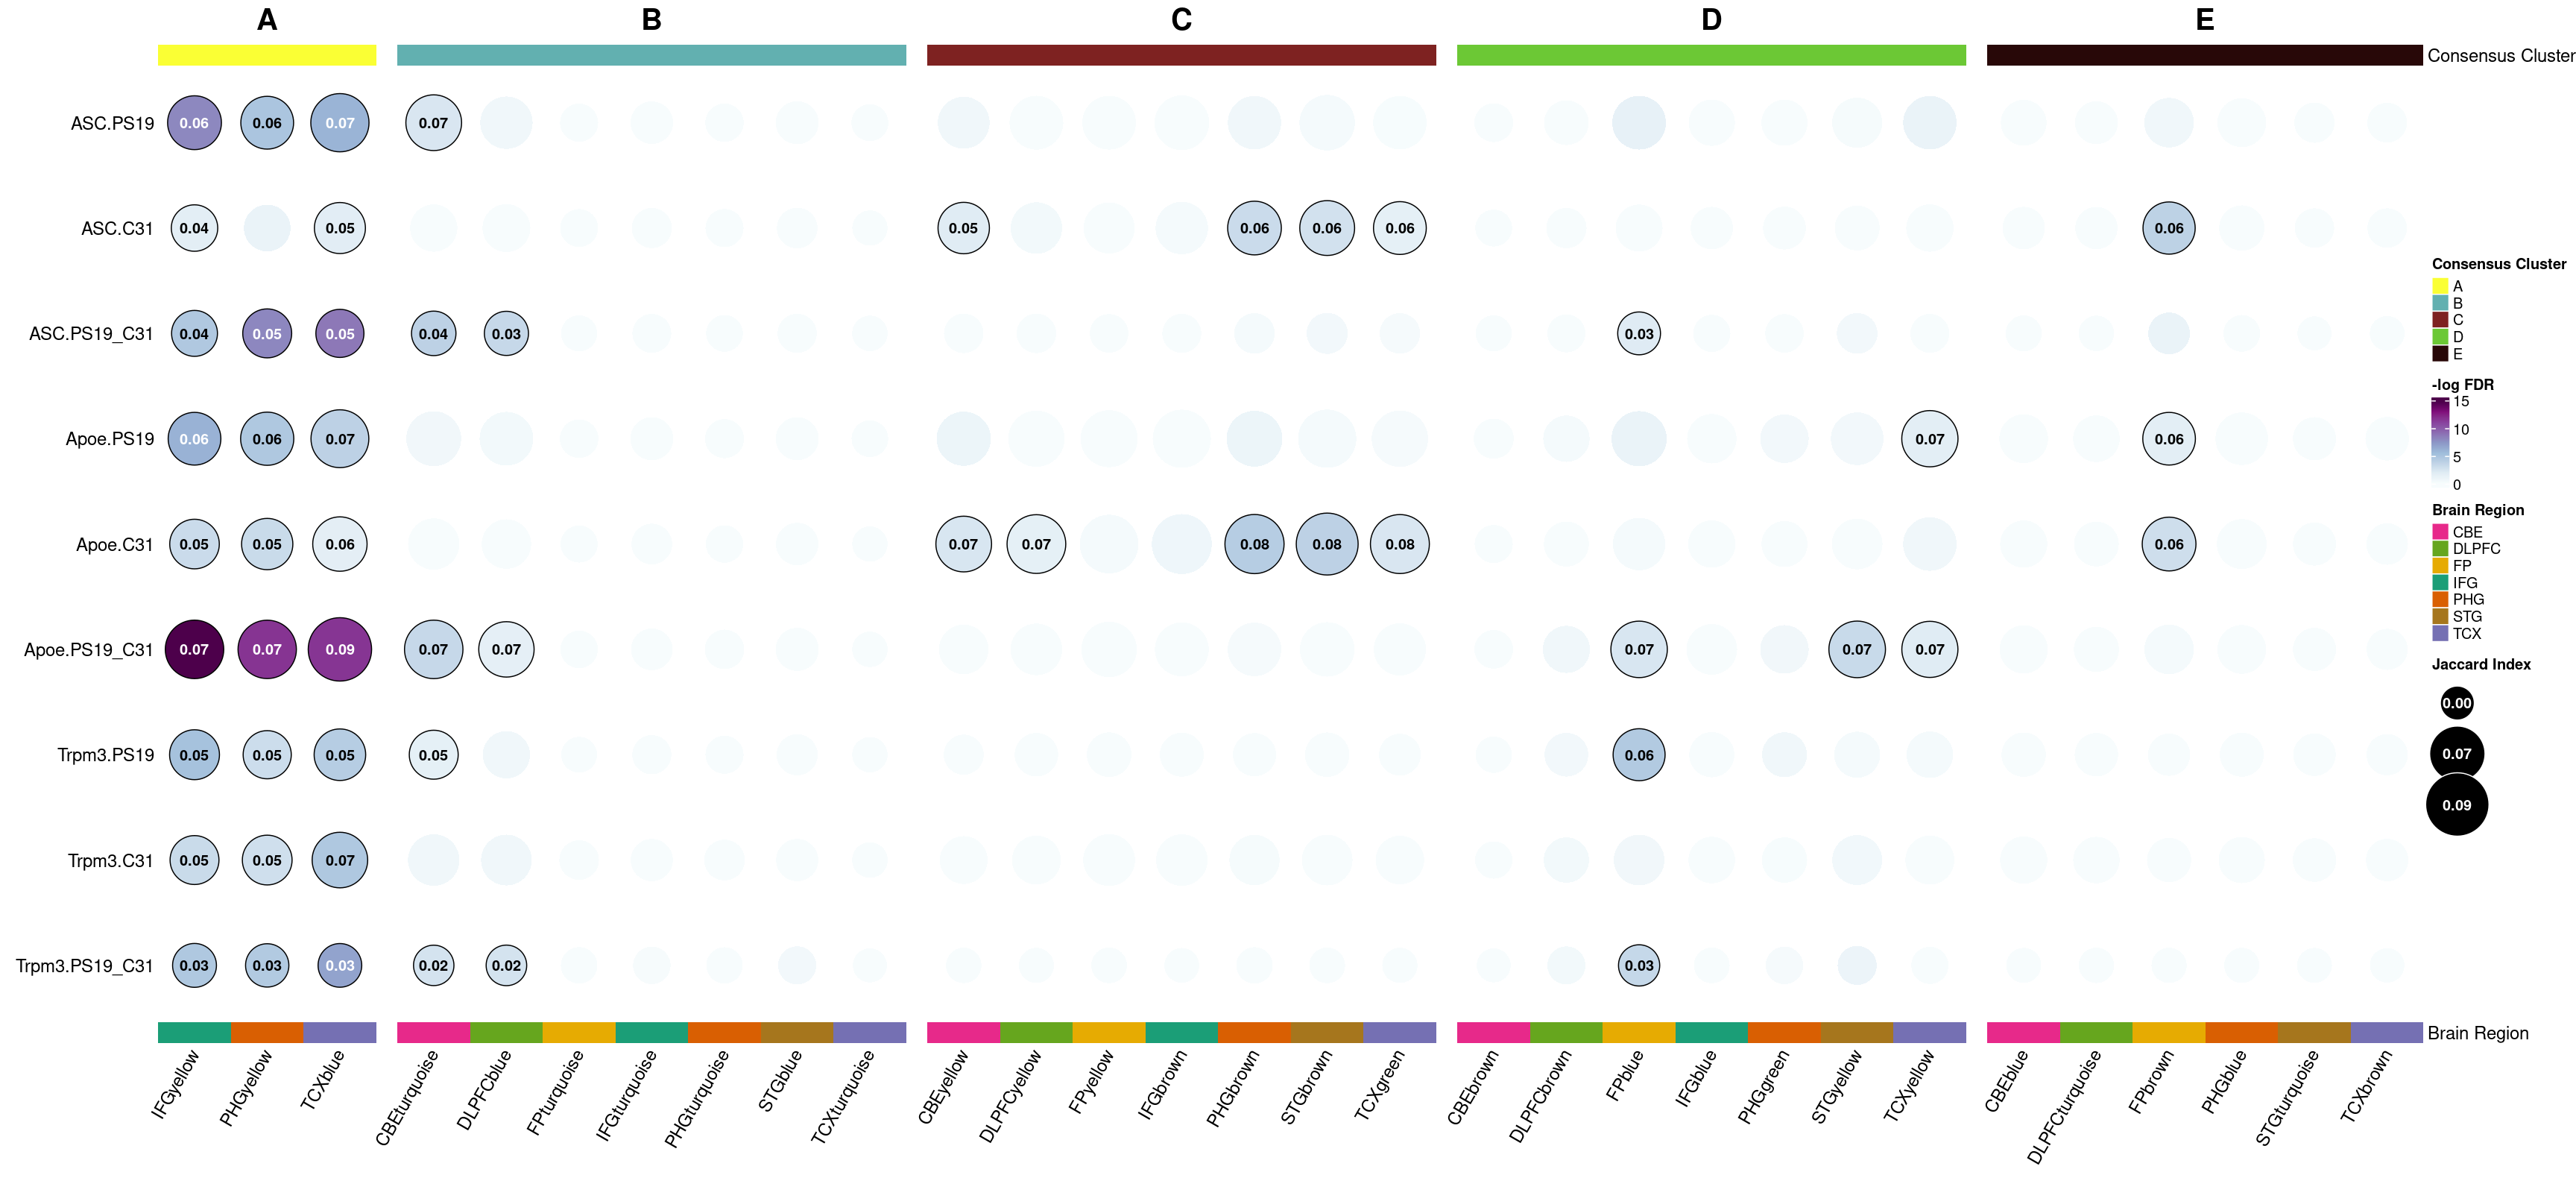 A B C D E
Consensus Cluster
ASC.PS19 0.06 0.06 0.07 0.07
ASC.C31 0.04 0.05 0.05 0.06 0.06 0.06 0.06
ASC.PS19_C31 0.04 0.05 0.05 0.04 0.03 0.03
Apoe.PS19 0.06 0.06 0.07 0.07 0.06
Apoe.C31 0.05 0.05 0.06 0.07 0.07 0.08 0.08 0.08 0.06
Apoe.PS19_C31 0.07 0.07 0.09 0.07 0.07 0.07 0.07 0.07
Trpm3.PS19 0.05 0.05 0.05 0.05 0.06
Trpm3.C31 0.05 0.05 0.07
Trpm3.PS19_C31 0.03 0.03 0.03 0.02 0.02 0.03
Brain Region
IFGyellow
PHGyellow
TCXblue
CBEturquoise
DLPFCblue
FPturquoise
IFGturquoise
PHGturquoise
STGblue
TCXturquoise
CBEyellow
DLPFCyellow
FPyellow
IFGbrown
PHGbrown
STGbrown
TCXgreen
CBEbrown
DLPFCbrown
FPblue
IFGblue
PHGgreen
STGyellow
TCXyellow
CBEblue
DLPFCturquoise
FPbrown
PHGblue
STGturquoise
TCXbrown
Consensus Cluster
A
B
C
D
E
-log FDR
15
10
5
0
Brain Region
CBE
DLPFC
FP
IFG
PHG
STG
TCX
Jaccard Index
0.00
0.07
0.09